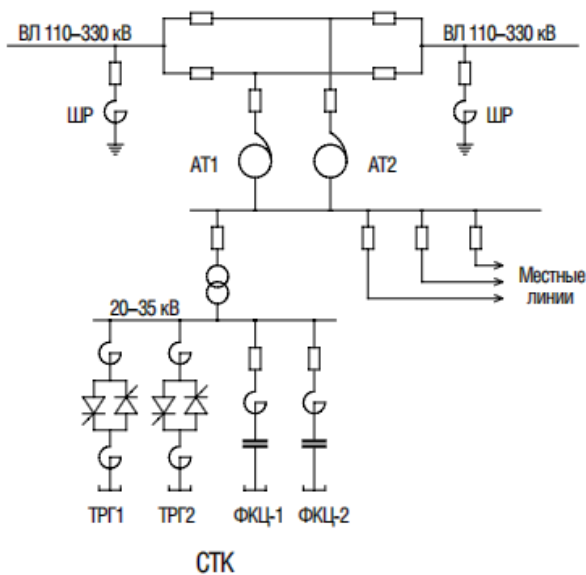 ВЛ 110–330 кВ
ВЛ 110–330 кВ
ШР
ШР
АТ1
АТ2
Местные
линии
20–35 кВ
ТРГ1
ТРГ2
ФКЦ-1
ФКЦ-2
СТК